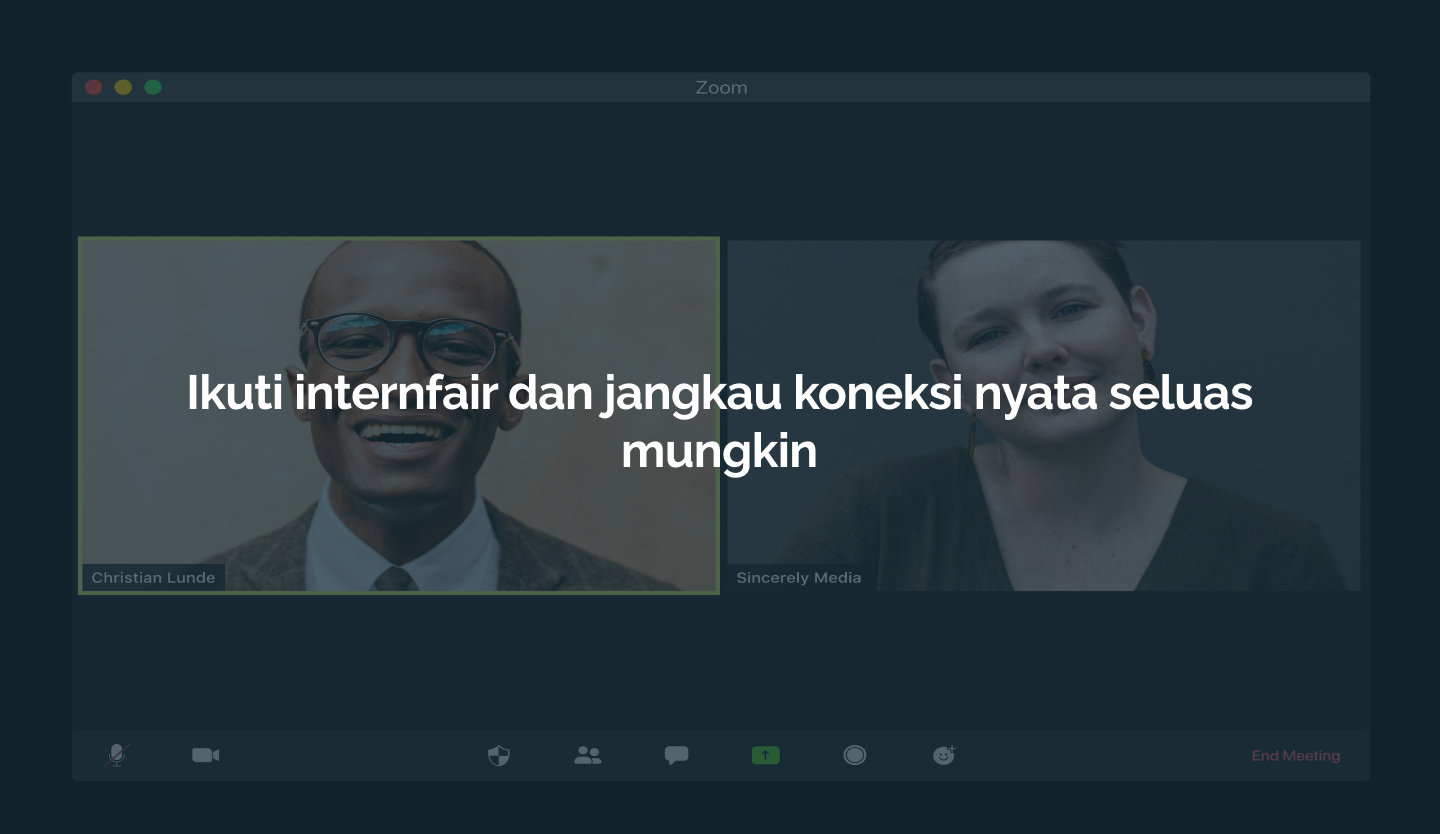 Zoom
Ikuti internfair dan jangkau koneksi nyata seluas
mungkin
Christian Lunde
Sincerely Media
End Meeting